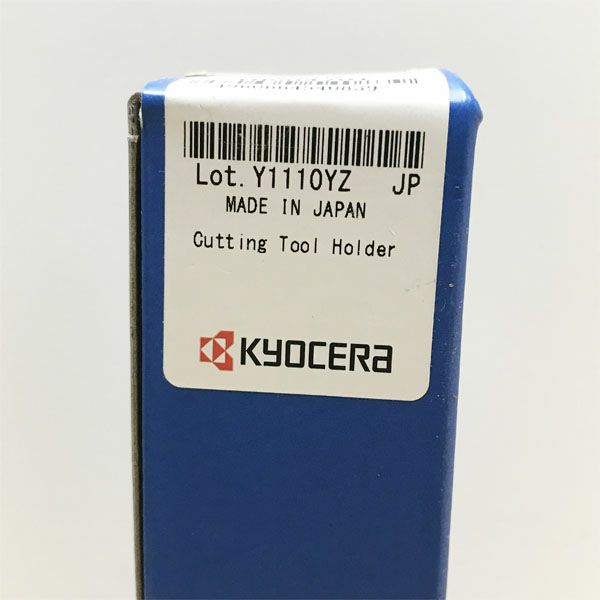 Lot. Y1110YZ JP
MADE IN JAPAN
Cutting Tool Holder
KYOCERA